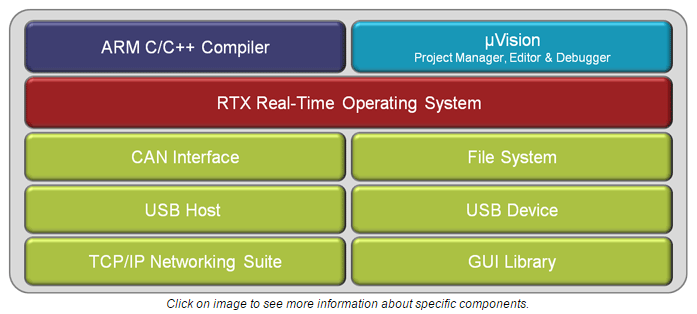 ARM C/C++ Compiler
µVision
Project Manager, Editor & Debugger
RTX Real-Time Operating System
CAN Interface
File System
USB Host
USB Device
TCP/IP Networking Suite
GUI Library
Click on image to see more information about specific components.